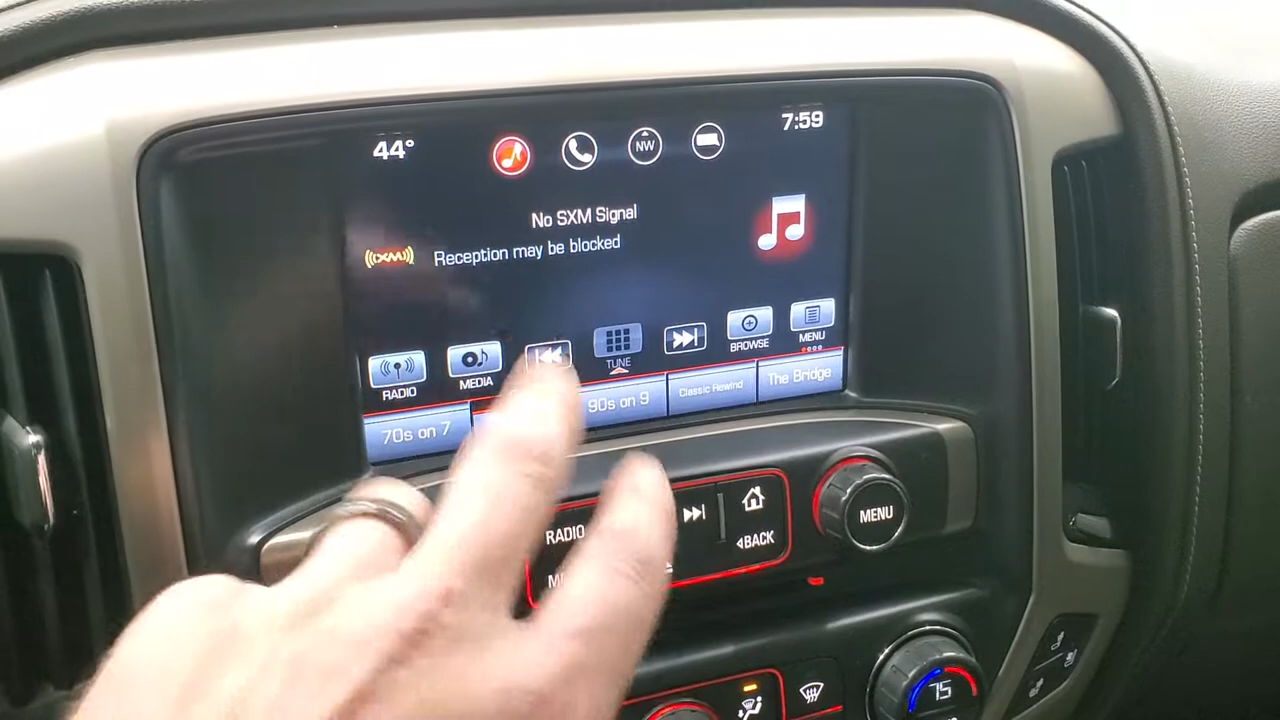 44°
NW
7:59
No SXM Signal
(((XM)))
Reception may be blocked
RADIO
MEDIA
TUNE
BROWSE
MENU
70s on 7
90s on 9
Classic Rewind
The Bridge
RADIO
BACK
MENU
75